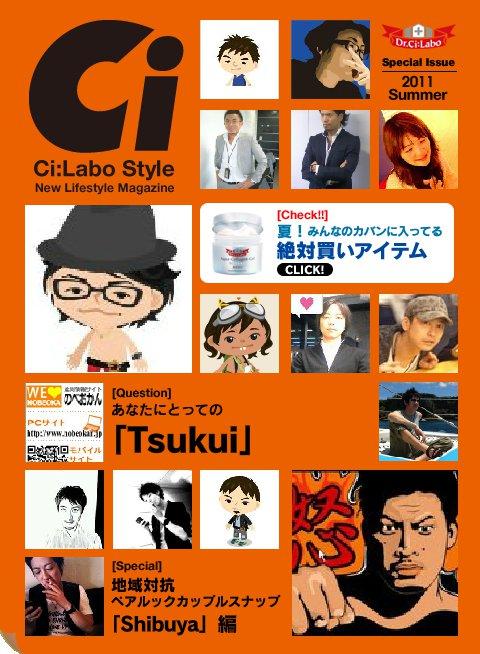 Ci
Ci:Labo Style
New Lifestyle Magazine
Dr.Ci:Labo
Special Issue
2011
Summer
[Check!!]
夏！みんなのカバンに入ってる
絶対買いアイテム
CLICK!
WE
NOBEOKA
のべおかん
PCサイト
http://www.nobeokan.jp
モバイル
サイト
[Question]
あなたにとっての
「Tsukui」
怒
[Special]
地域対抗
ペアルックカップルスナップ
「Shibuya」編